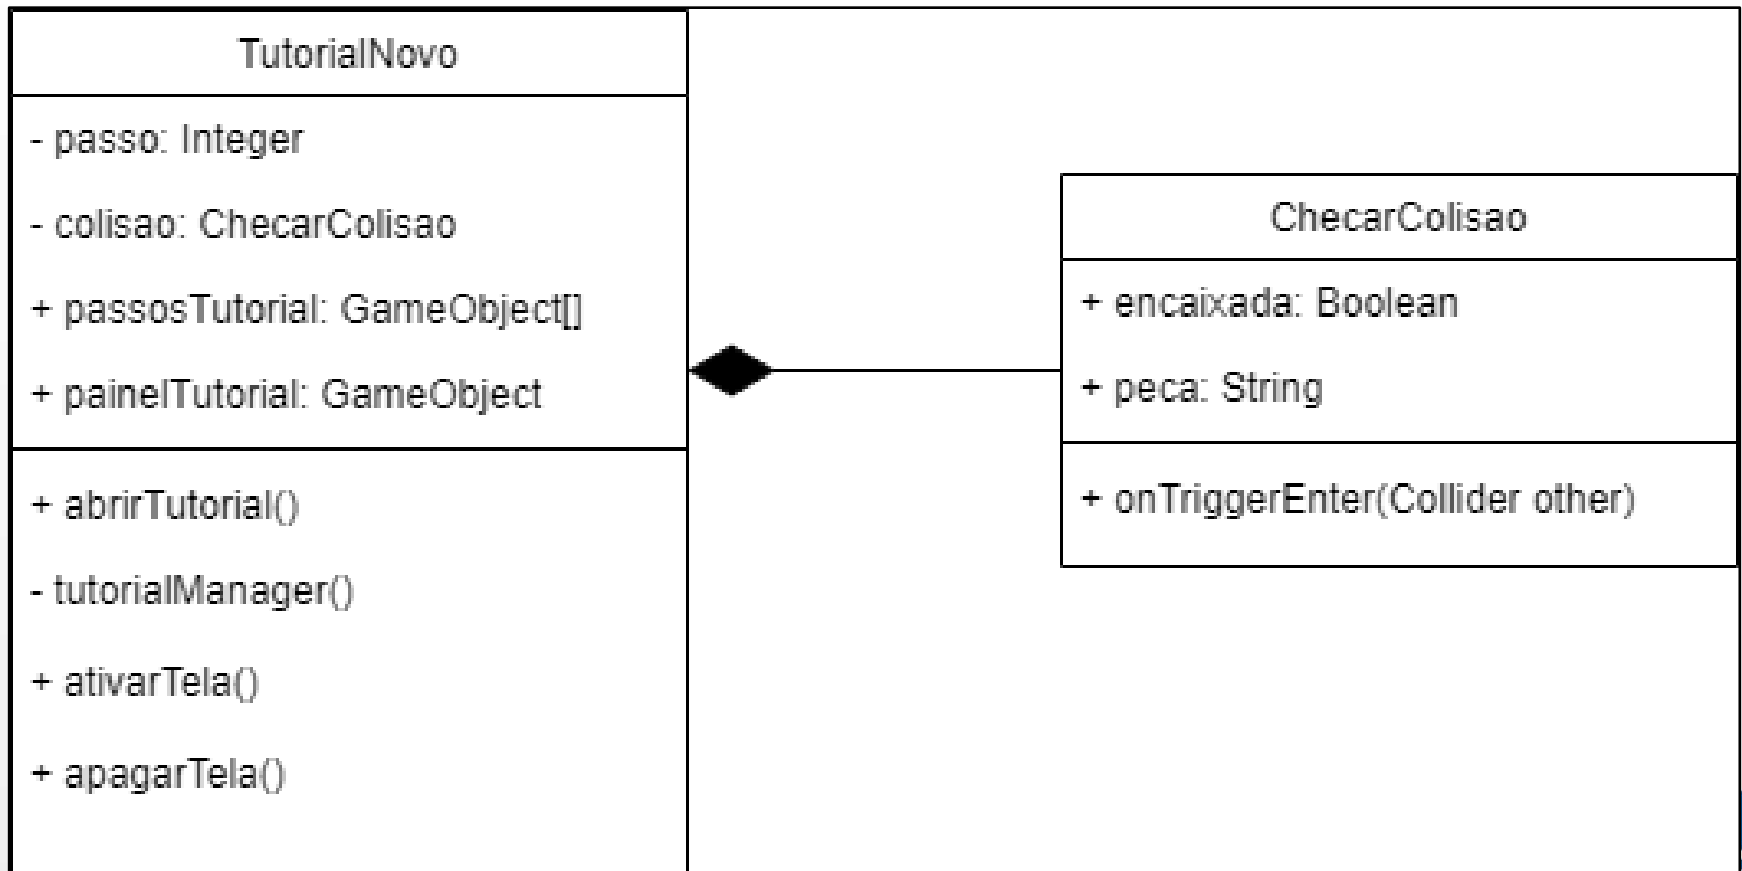 TutorialNovo
- passo: Integer
- colisao: ChecarColisao
+ passosTutorial: GameObject[]
+ painelTutorial: GameObject
+ abrirTutorial()
- tutorialManager()
+ ativarTela()
+ apagarTela()
ChecarColisao
+ encaixada: Boolean
+ peca: String
+ onTriggerEnter(Collider other)